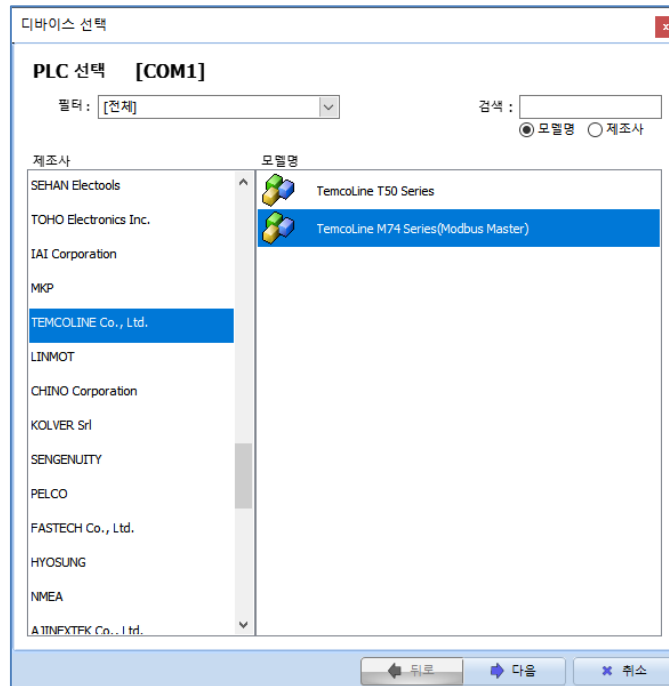 디바이스 선택
x
PLC 선택 [COM1]
필터 : [전체]
검색 :
모델명 제조사
제조사
모델명
SEHAN Electools
TOHO Electronics Inc.
IAI Corporation
MKP
TEMCOLINE Co., Ltd.
LINMOT
CHINO Corporation
KOLVER Srl
SENGENUITY
PELCO
FASTECH Co., Ltd.
HYOSUNG
NMEA
AJINEXTEK Co., Ltd.
TemcoLine T50 Series
TemcoLine M74 Series(Modbus Master)
뒤로
다음
취소